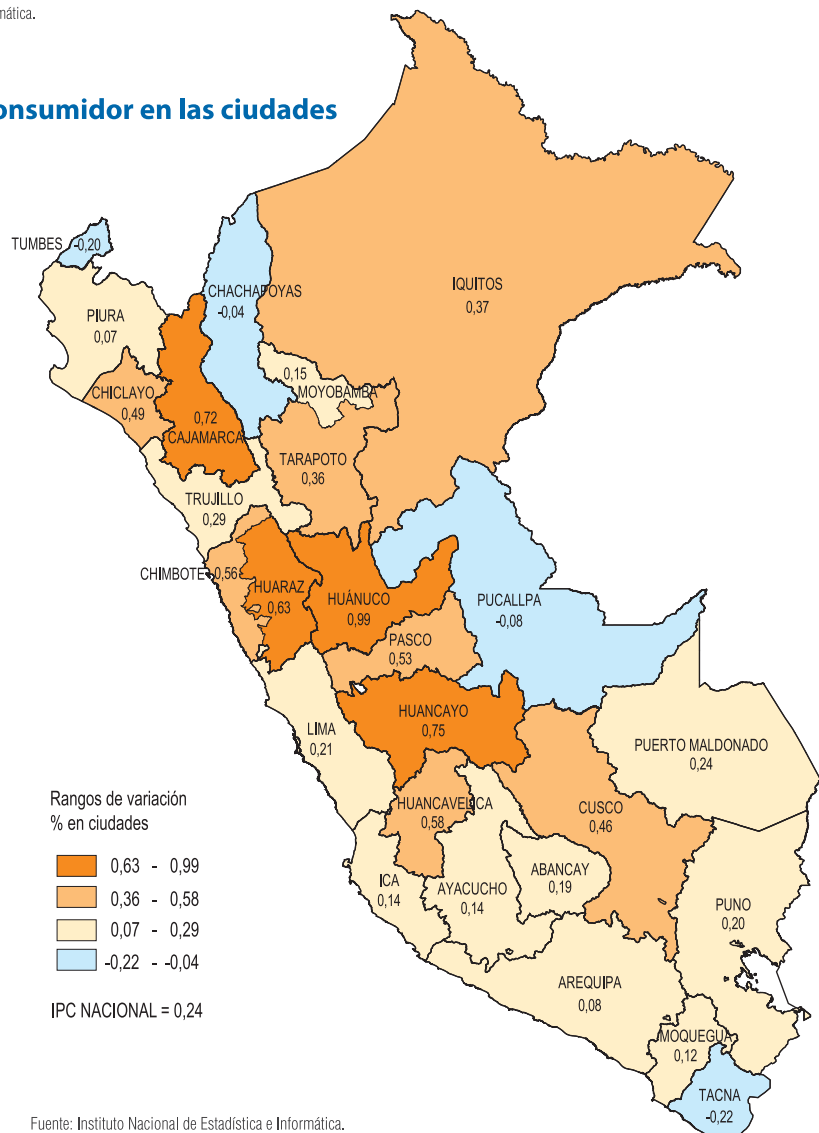 mática.
onsumidor en las ciudades
TUMBES -0,20
PIURA
0,07
CHACHAPOYAS
-0,04
IQUITOS
0,37
CHICLAYO
0,49
0,72
CAJAMARCA
0,15
MOYOBAMBA
TARAPOTO
0,36
TRUJILLO
0,29
CHIMBOTE 0,56
HUARAZ
0,63
HUÁNUCO
0,99
PUCALLPA
-0,08
PASCO
0,53
LIMA
0,21
HUANCAYO
0,75
PUERTO MALDONADO
0,24
HUANCAVELICA
0,58
CUSCO
0,46
ICA
0,14
AYACUCHO
0,14
ABANCAY
0,19
PUNO
0,20
AREQUIPA
0,08
MOQUEGUA
0,12
TACNA
-0,22
Rangos de variación
% en ciudades
0,63 - 0,99
0,36 - 0,58
0,07 - 0,29
-0,22 - -0,04
IPC NACIONAL = 0,24
Fuente: Instituto Nacional de Estadística e Informática.